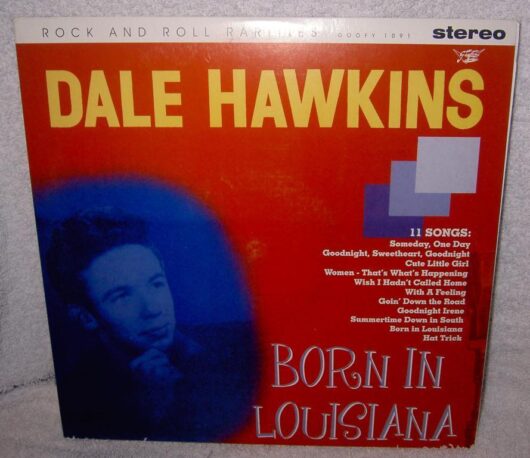 ROCK AND ROLL RARITIES GOOFY 1091 stereo
DALE HAWKINS
11 SONGS:
Someday, One Day
Goodnight, Sweetheart, Goodnight
Cute Little Girl
Women - That's What's Happening
Wish I Hadn't Called Home
With A Feeling
Goin' Down the Road
Goodnight Irene
Summertime Down in South
Born in Louisiana
Hat Trick
BORN IN
LOUISIANA